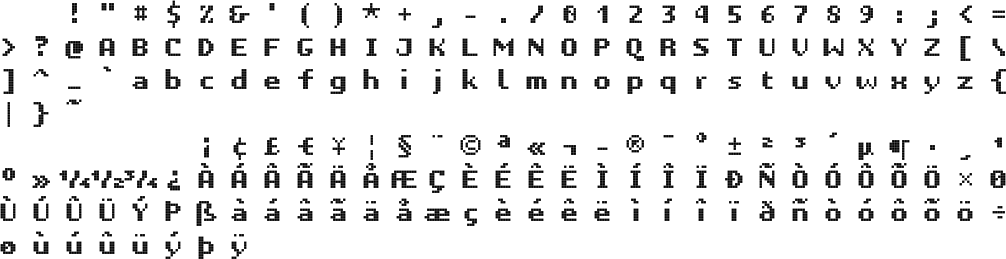 ! " # $ % & ' ( ) * + , - . / 0 1 2 3 4 5 6 7 8 9 : ; < =
> ? @ A B C D E F G H I J K L M N O P Q R S T U V W X Y Z [ \
] ^ _ ` a b c d e f g h i j k l m n o p q r s t u v w x y z {
| } ~
¡ ¢ £ € ¥ ¦ § ¨ © ª « ¬ - ® ¯ ° ± ² ³ ´ µ ¶ · ¸ ¹
º » ¼ ½ ¾ ¿ À Á Â Ã Ä Å Æ Ç È É Ê Ë Ì Í Î Ï Ð Ñ Ò Ó Ô Õ Ö × Ø
Ù Ú Û Ü Ý Þ ß à á â ã ä å æ ç è é ê ë ì í î ï ð ñ ò ó ô õ ö ÷
ø ù ú û ü ý þ ÿ